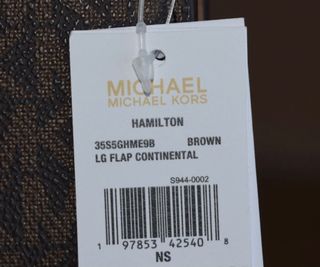 MICHAEL
MICHAEL KORS
HAMILTON
35S5GHME9B BROWN
LG FLAP CONTINENTAL
S944-0002
1 97853 42540 8
NS